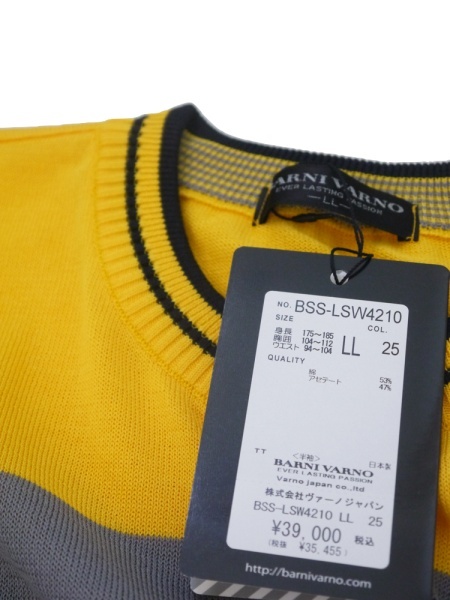 BARNI VARNO
EVER LASTING PASSION
—LL—
NO. BSS-LSW4210
SIZE COL.
身長 175〜185
胸囲 104〜112
ウエスト 94〜104
LL 25
QUALITY
綿 53%
アセテート 47%
TT <半袖> 日本製
BARNI VARNO
EVER LASTING PASSION
Varno japan co.,ltd
株式会社ヴァーノジャパン
BSS-LSW4210 LL 25
¥39,000 税込
(税抜 ¥35,455)
http://barnivarno.com